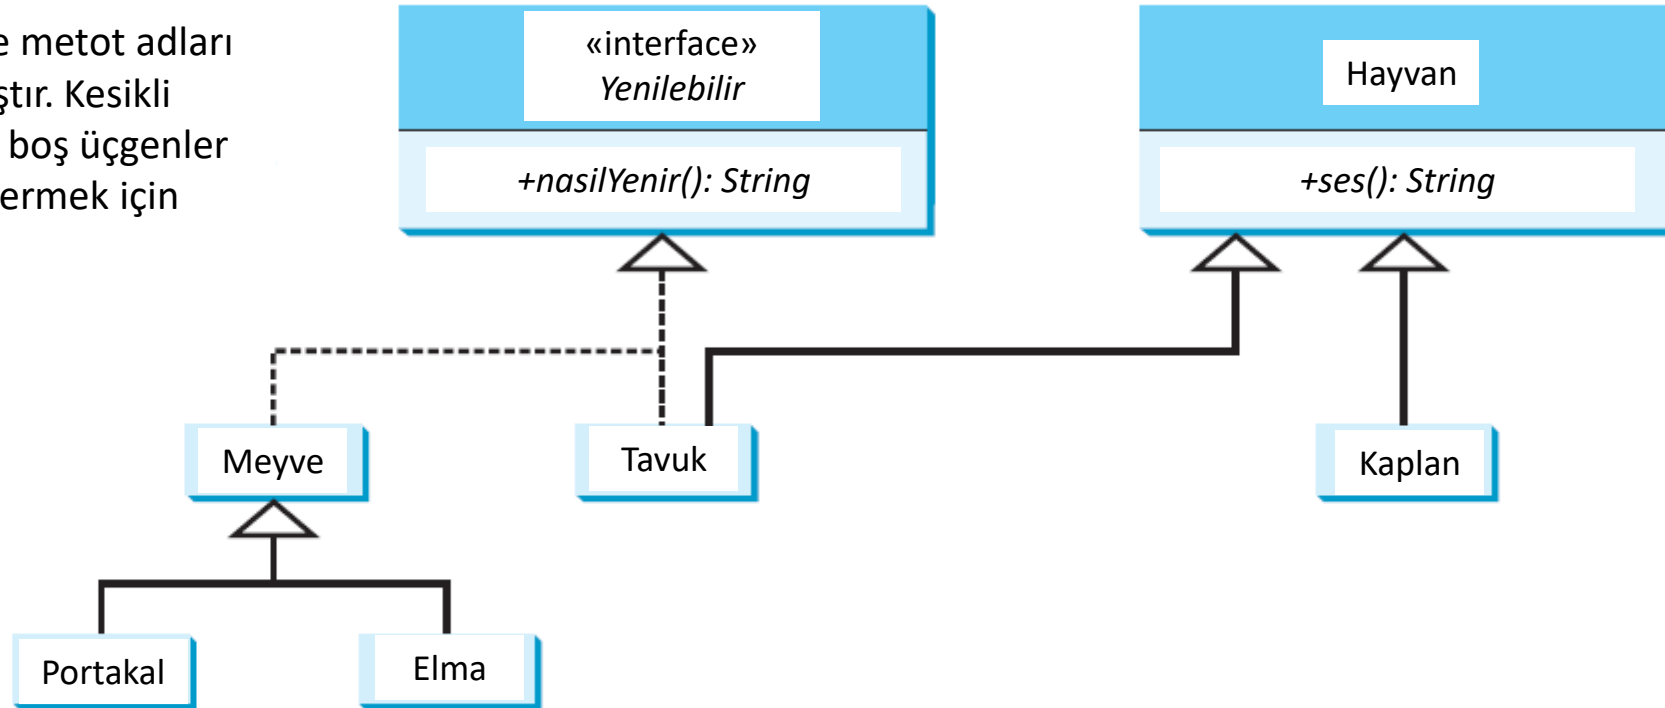 e metot adları
ştır. Kesikli
boş üçgenler
ermek için
«interface»
Yenilebilir
+nasilYenir(): String
Hayvan
+ses(): String
Meyve
Tavuk
Kaplan
Portakal
Elma